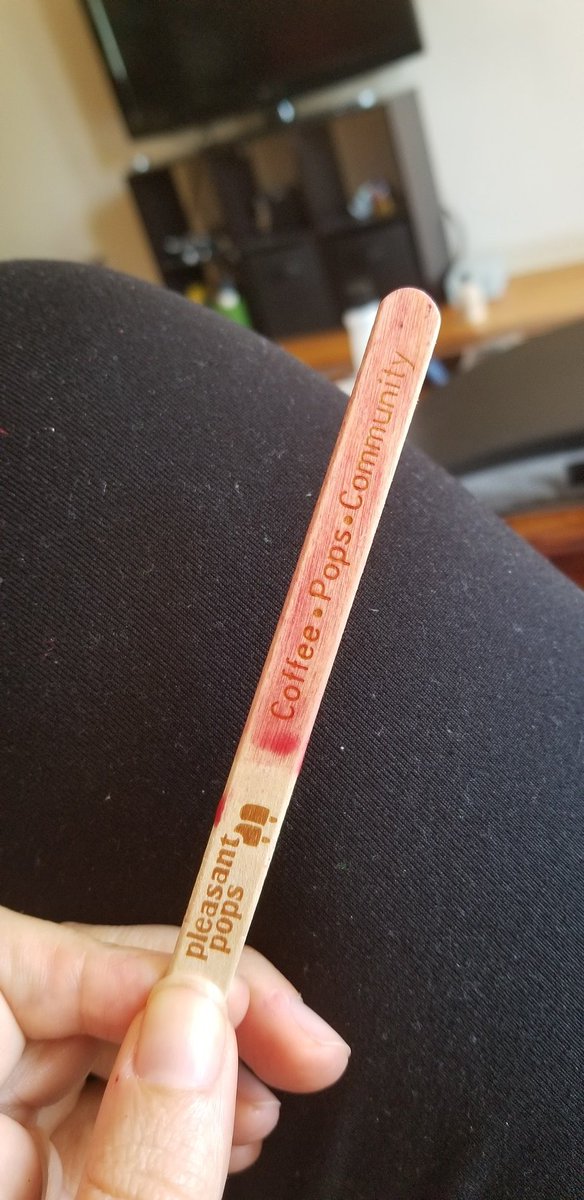 pleasant
pops
Coffee • Pops • Community